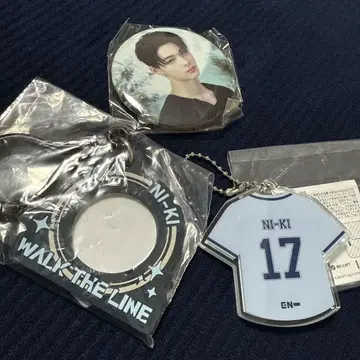 NI-KI
WALK THE LINE
NI-KI
17
EN-